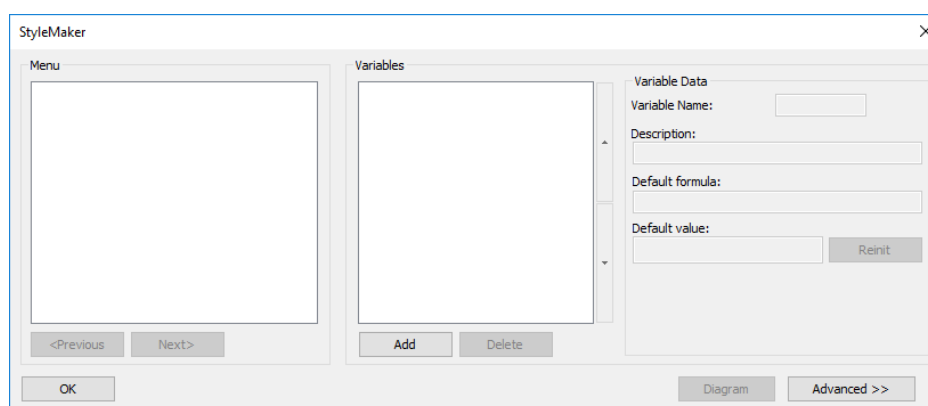 StyleMaker
Menu
<Previous
Next>
Variables
Add
Delete
Variable Data
Variable Name:
Description:
Default formula:
Default value:
Reinit
OK
Diagram
Advanced >>